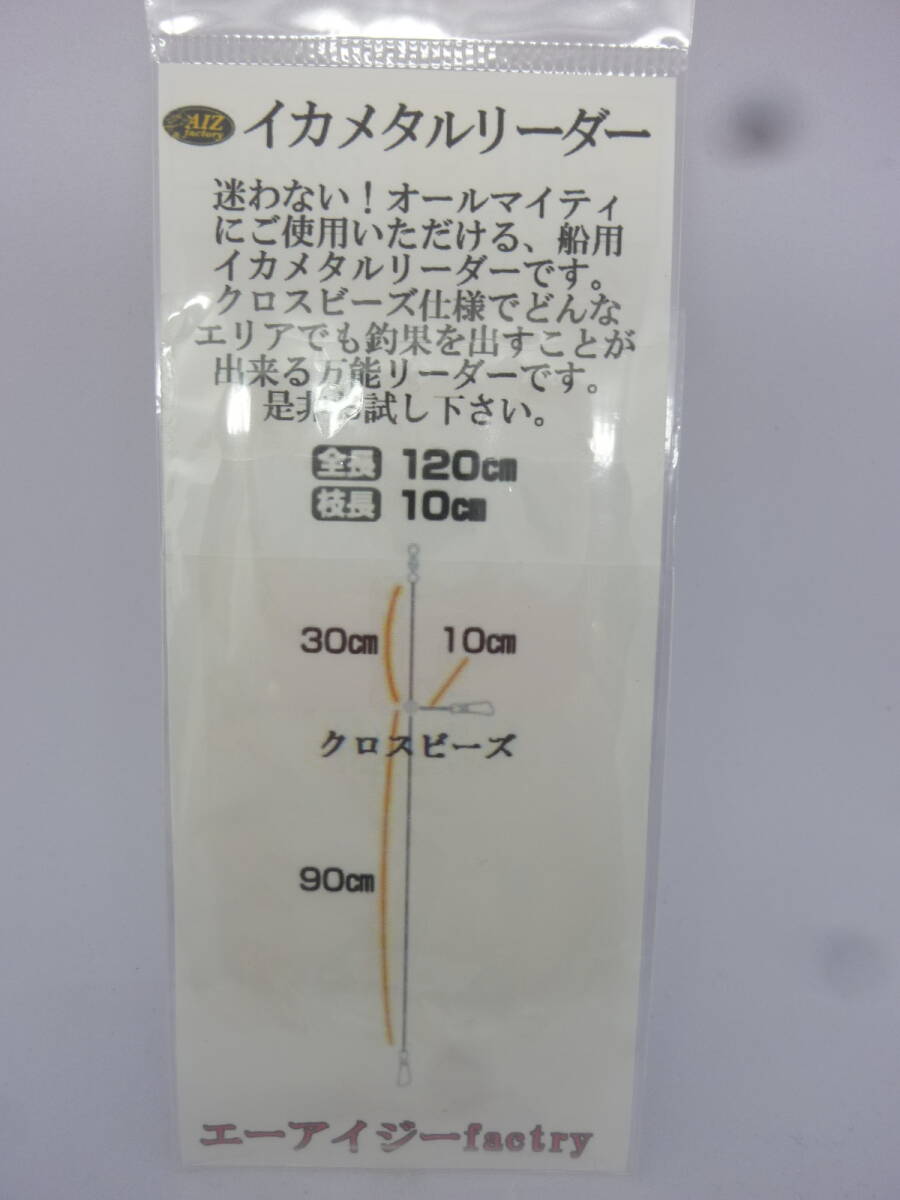 AIZ
factory
イカメタルリーダー
迷わない！オールマイティ
にご使用いただける、船用
イカメタルリーダーです。
クロスビーズ仕様でどんな
エリアでも釣果を出すことが
出来る万能リーダーです。
是非お試し下さい。
全長 120cm
枝長 10cm
30cm 10cm
クロスビーズ
90cm
エーアイジーfactry